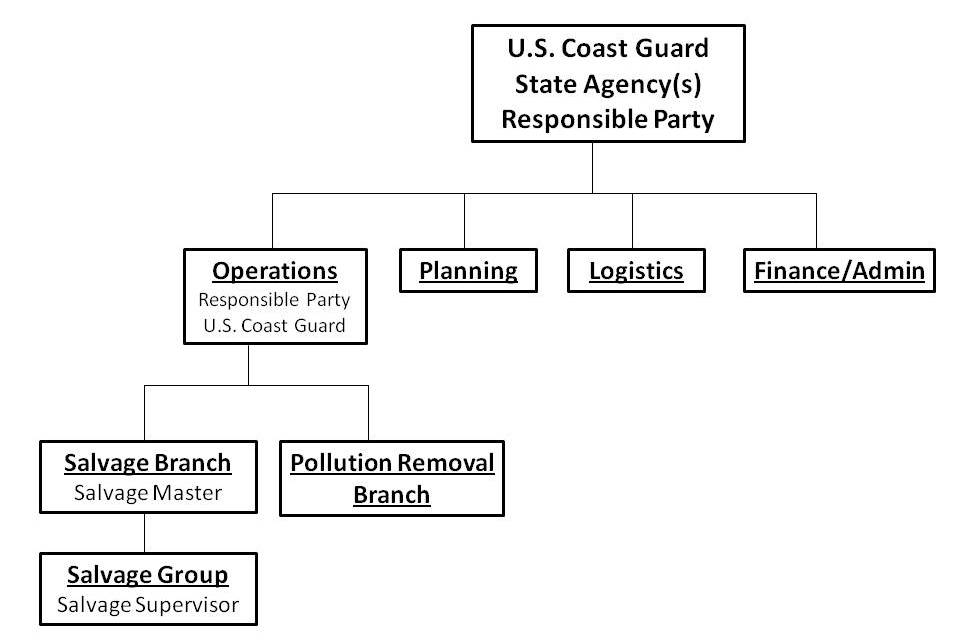 U.S. Coast Guard
State Agency(s)
Responsible Party
Operations
Responsible Party
U.S. Coast Guard
Planning
Logistics
Finance/Admin
Salvage Branch
Salvage Master
Pollution Removal
Branch
Salvage Group
Salvage Supervisor